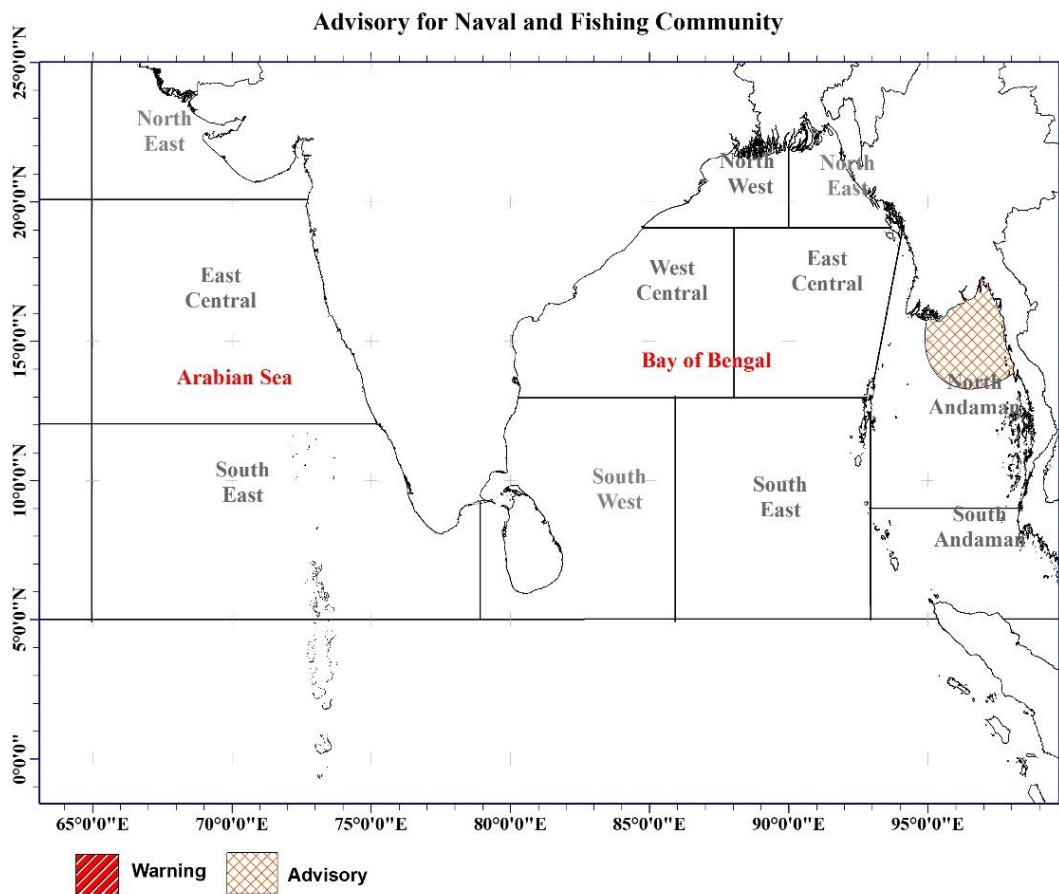 Advisory for Naval and Fishing Community
25°0'0"N
20°0'0"N
15°0'0"N
10°0'0"N
5°0'0"N
0°0'0"
North
East
East
Central
Arabian Sea
South
East
North
West
North
East
West
Central
East
Central
Bay of Bengal
South
West
South
East
North
Andaman
South
Andaman
65°0'0"E
70°0'0"E
75°0'0"E
80°0'0"E
85°0'0"E
90°0'0"E
95°0'0"E
Warning
Advisory